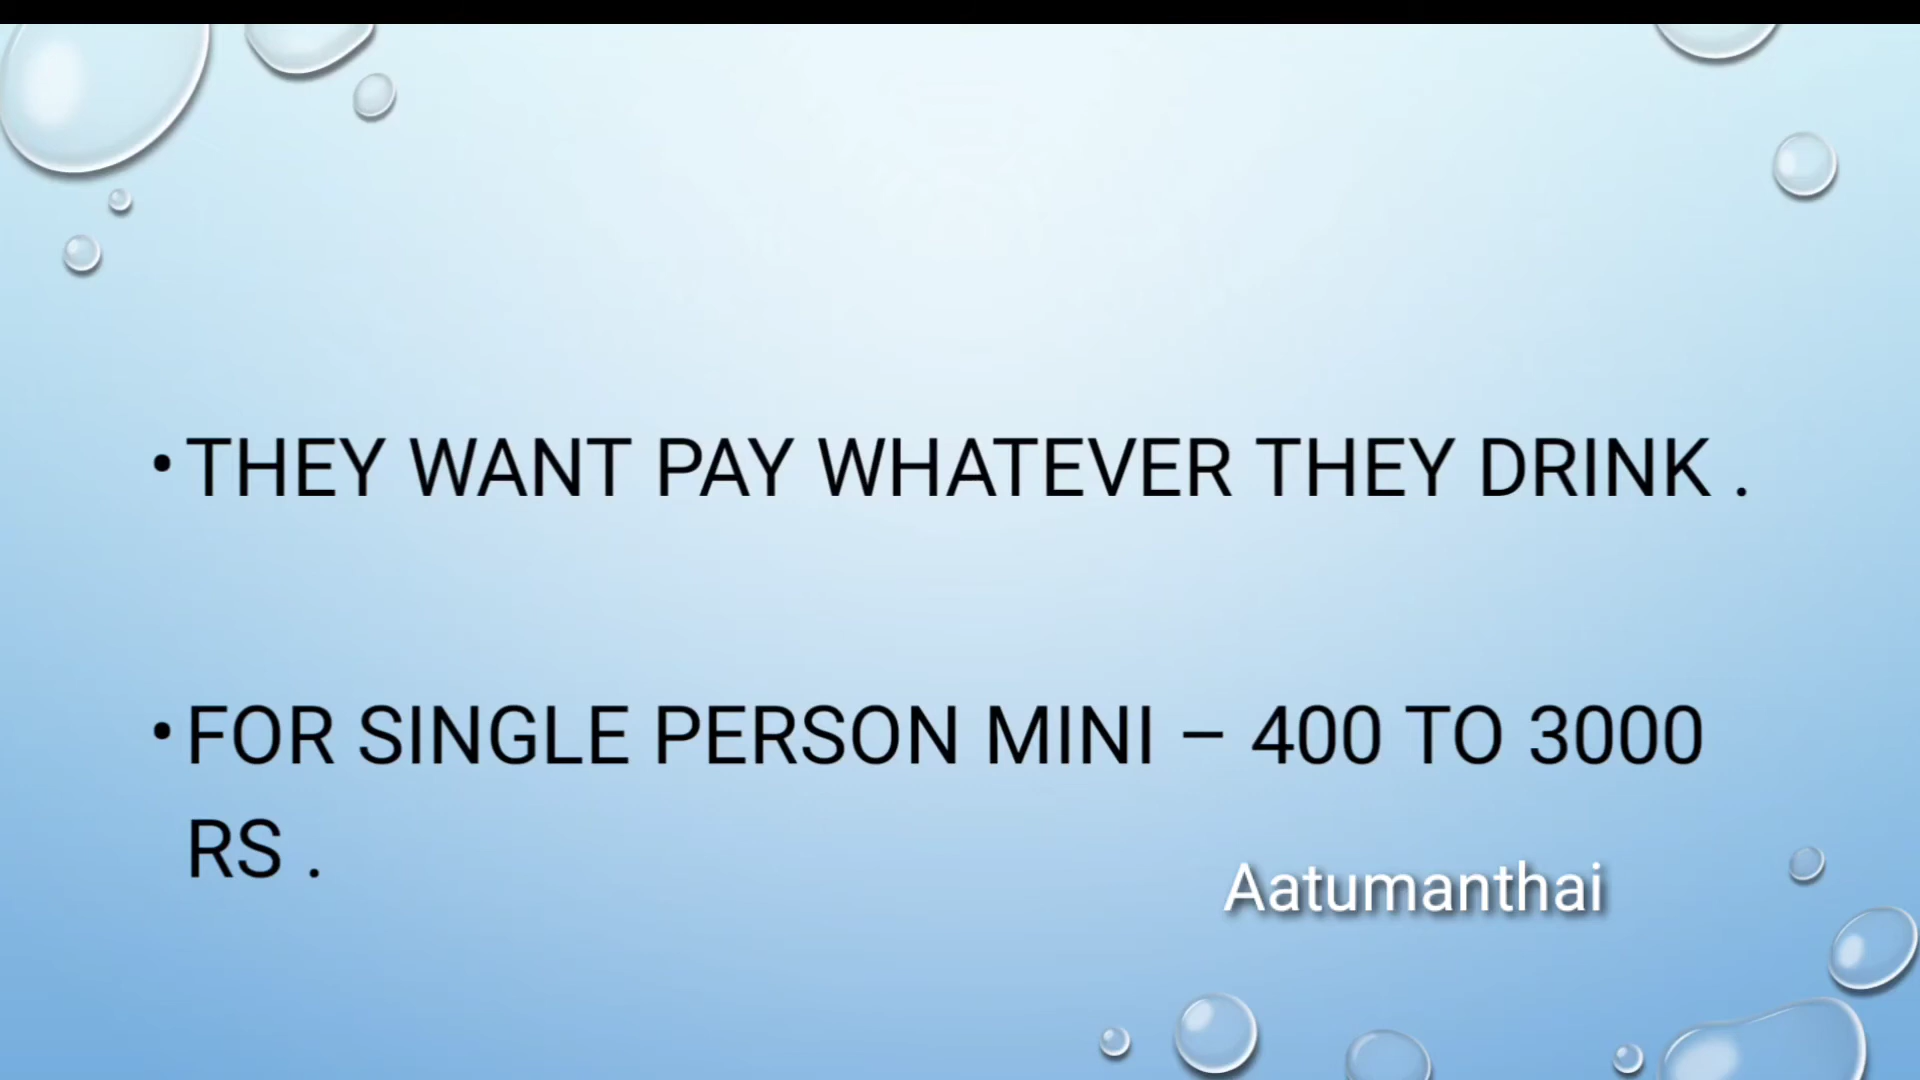 • THEY WANT PAY WHATEVER THEY DRINK .
• FOR SINGLE PERSON MINI – 400 TO 3000
RS .
Aatumanthai